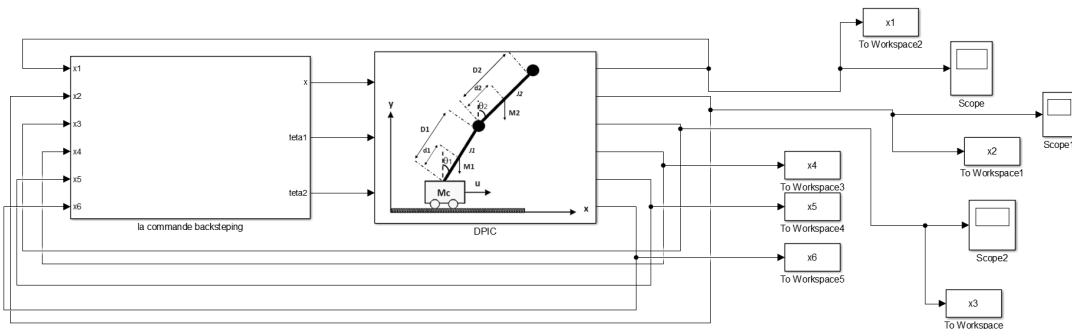 x1
x2
x3
x4
x5
x6
x
teta1
teta2
la commande backsteping
y
D2
d2
J2
θ2
M2
D1
d1
J1
θ1
M1
Mc
u
x
DPIC
x1
To Workspace2
Scope
Scope1
x2
To Workspace1
x4
To Workspace3
x5
To Workspace4
x6
To Workspace5
Scope2
x3
To Workspace